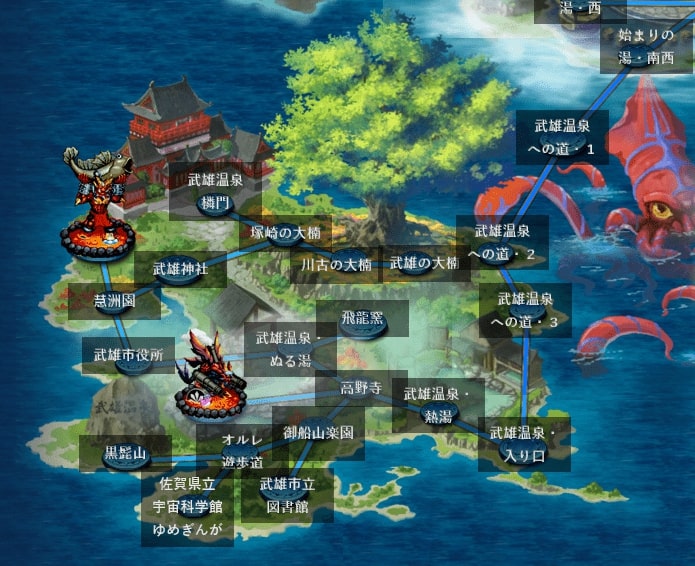 湯・西
始まりの
湯・南西
武雄温泉
への道・1
武雄温泉
楼門
塚崎の大楠
武雄温泉
への道・2
川古の大楠
武雄の大楠
武雄神社
慧洲園
武雄温泉
への道・3
飛龍窯
武雄温泉・
ぬる湯
武雄市役所
高野寺
武雄温泉・
熱湯
武雄温泉
御船山楽園
武雄温泉・
入り口
オルレ
遊歩道
黒髭山
佐賀県立
宇宙科学館
ゆめぎんが
武雄市立
図書館